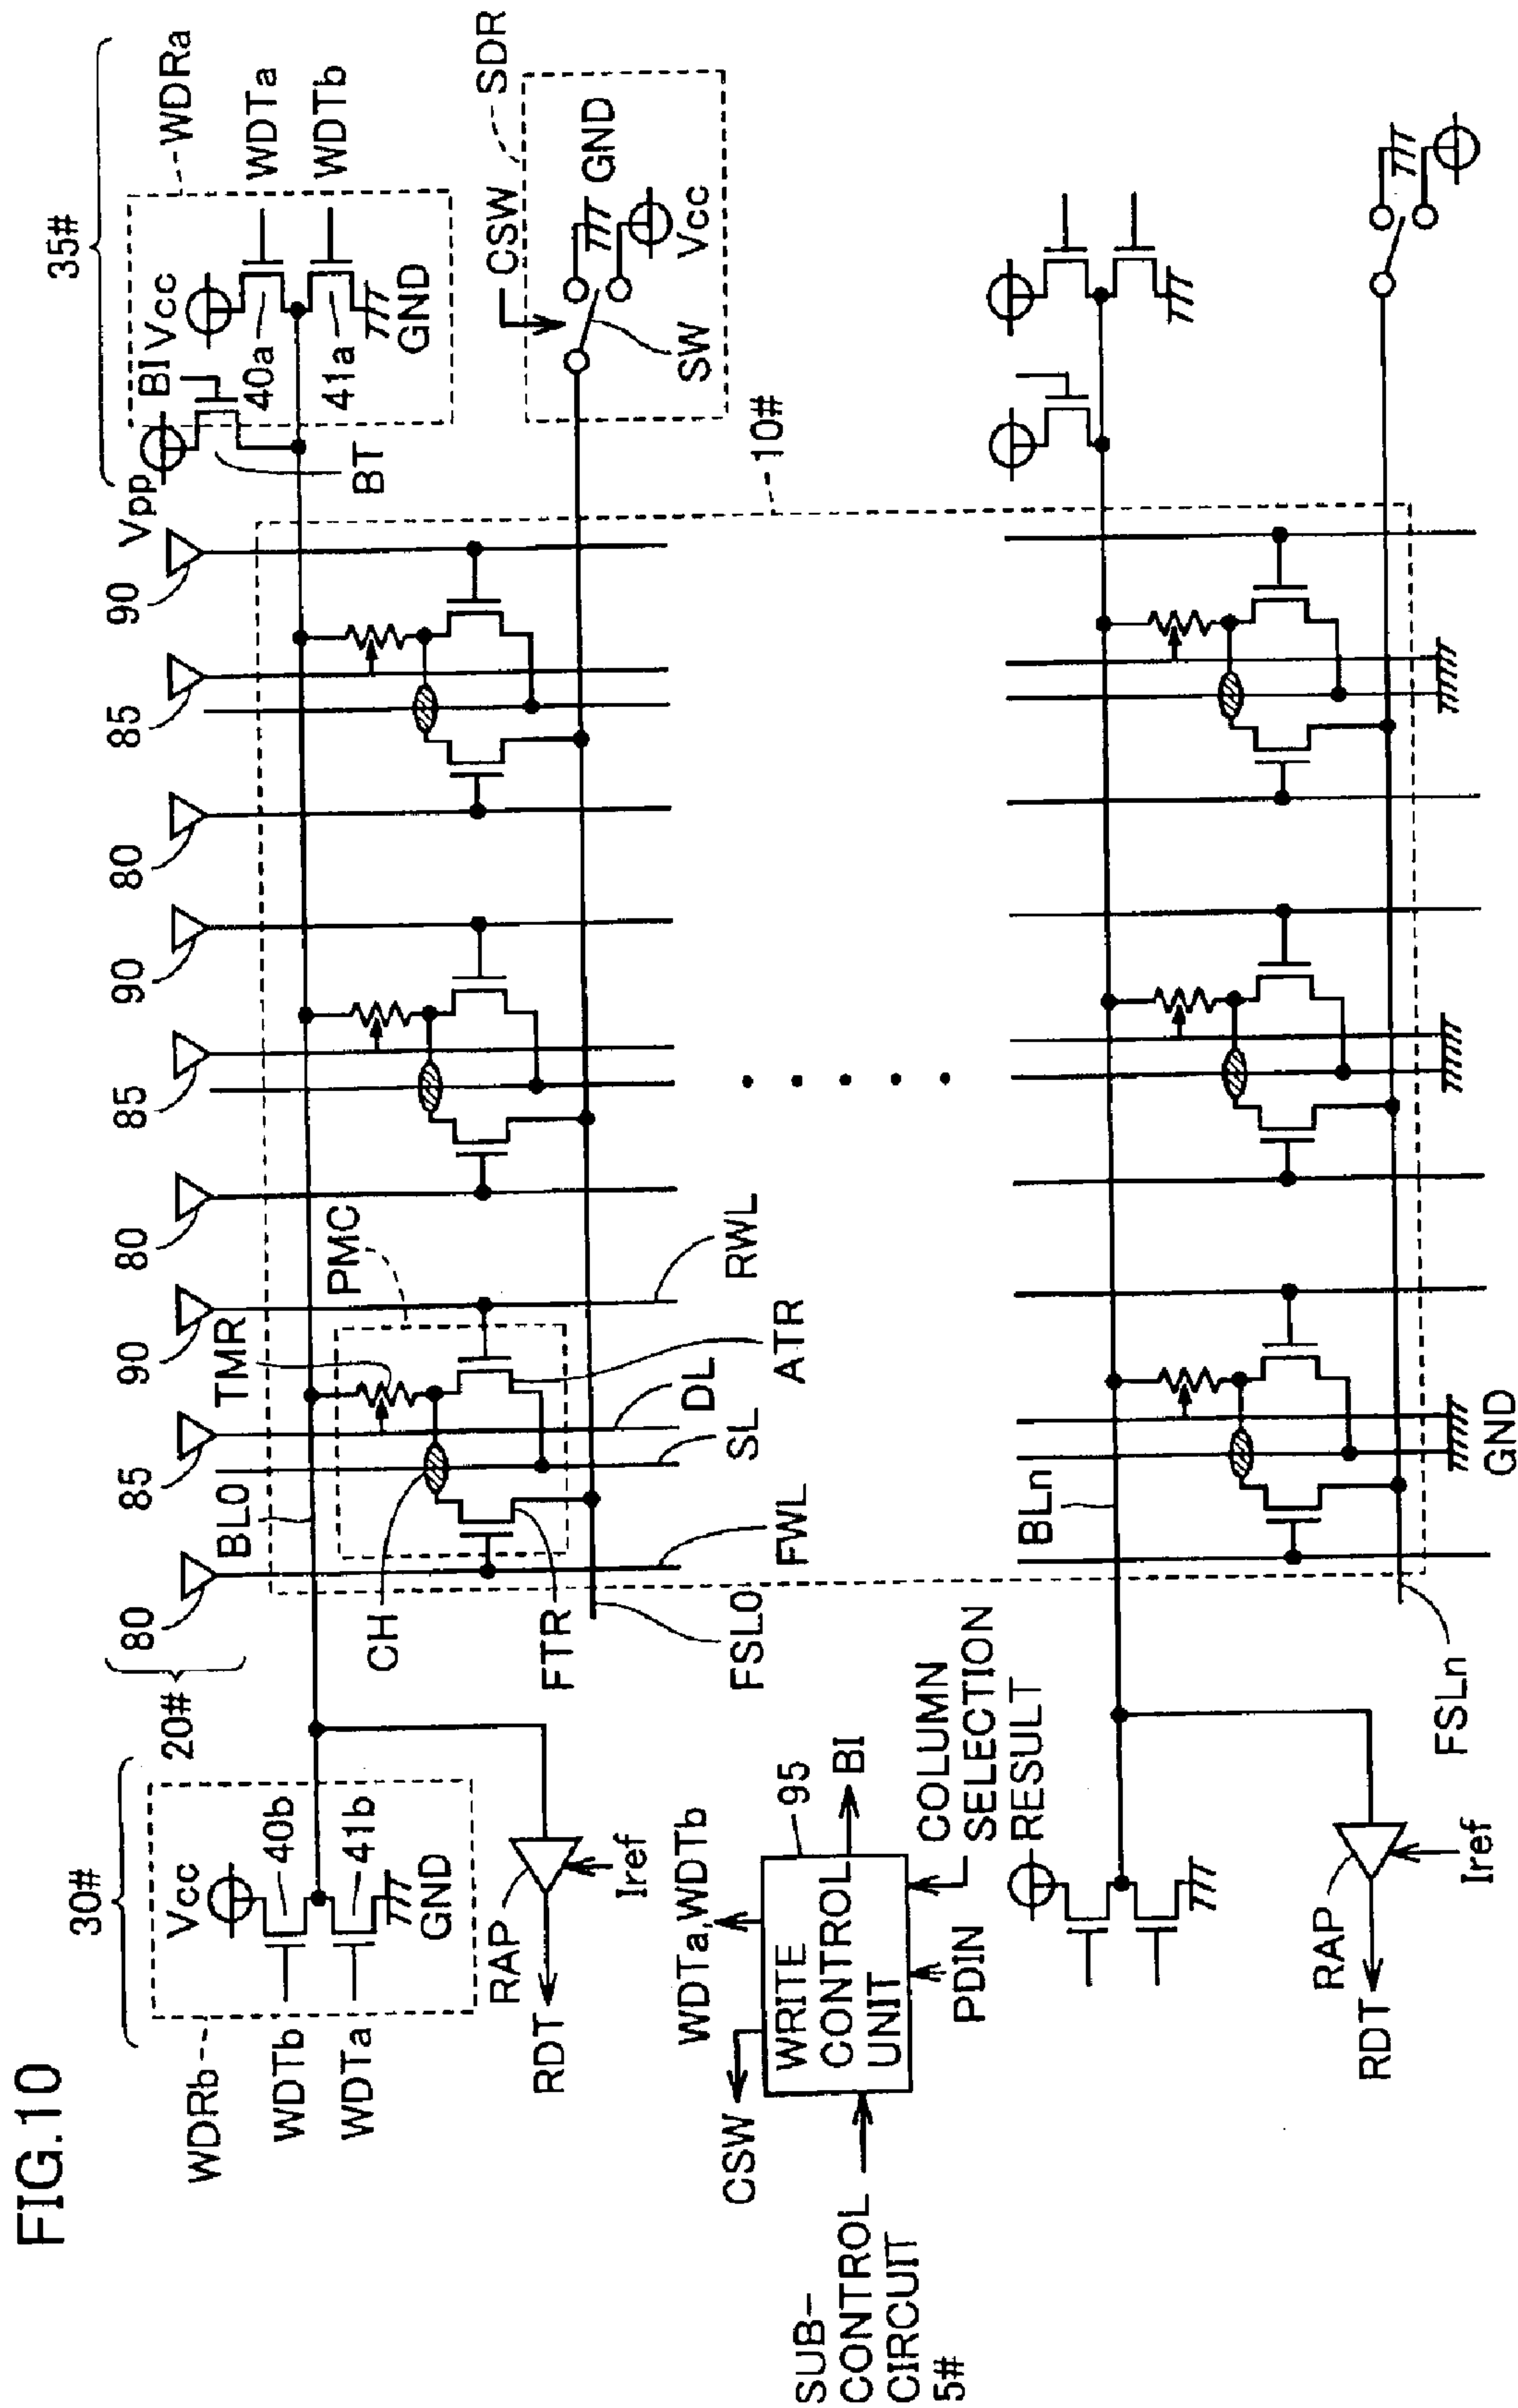 FIG.10
30#
WDRb
WDTb
WDTa
Vcc
40b
41b
GND
RAP
Iref
RDT
20#
80
85
90
80
85
90
80
85
90
BL0
TMR
PMC
CH
FTR
FSL0
FWL
SL
DL
ATR
RWL
10#
35#
Vpp
BT
BI
Vcc
40a
41a
GND
WDRa
WDTa
WDTb
SDR
CSW
SW
GND
Vcc
SUB-
CONTROL
CIRCUIT
5#
CSW
WDTa,WDTb
95
WRITE
CONTROL
UNIT
BI
PDIN
COLUMN
SELECTION
RESULT
BLn
GND
FSLn
RAP
Iref
RDT